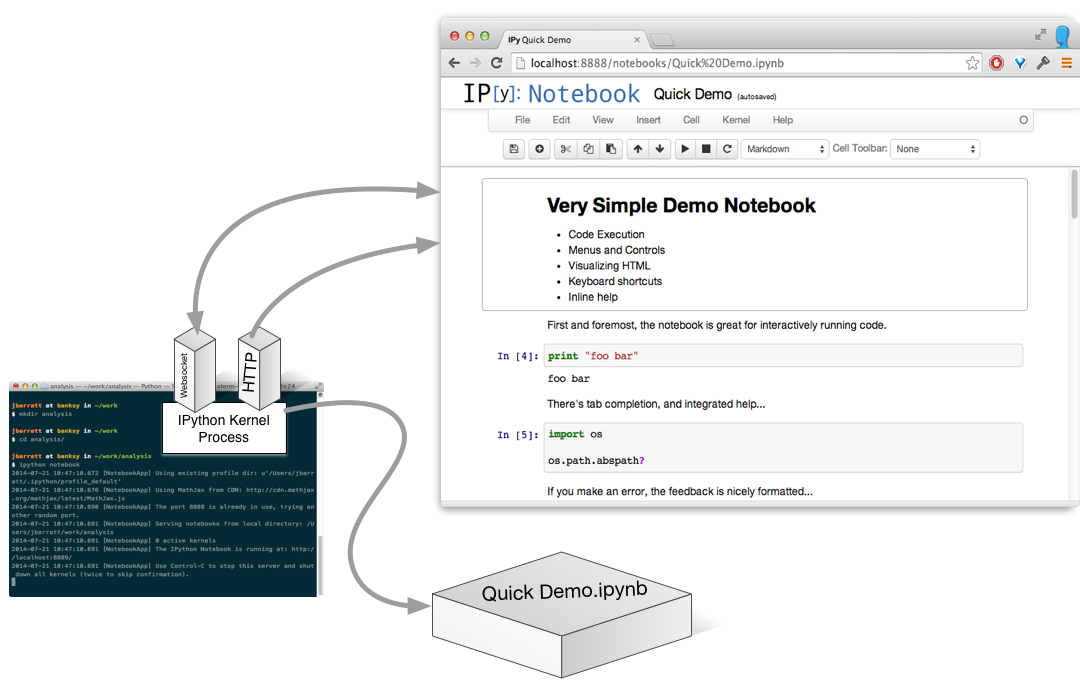 IPy Quick Demo
localhost:8888/notebooks/Quick%20Demo.ipynb
IP[y]: Notebook Quick Demo (autosaved)
File Edit View Insert Cell Kernel Help
Markdown Cell Toolbar: None
Very Simple Demo Notebook
• Code Execution
• Menus and Controls
• Visualizing HTML
• Keyboard shortcuts
• Inline help
First and foremost, the notebook is great for interactively running code.
In [4]: print "foo bar"
foo bar
There's tab completion, and integrated help...
In [5]: import os
os.path.abspath?
If you make an error, the feedback is nicely formatted...
Websocket
HTTP
IPython Kernel
Process
analysis — ~/work/analysis — Python —
jbarratt at banksy in ~/work
$ mkdir analysis
jbarratt at banksy in ~/work
$ cd analysis/
jbarratt at banksy in ~/work/analysis
$ ipython notebook
2014-07-21 10:47:10.672 [NotebookApp] Using existing profile dir: u'/Users/jbarr
att/.ipython/profile_default'
2014-07-21 10:47:10.676 [NotebookApp] Using MathJax from CDN: http://cdn.mathjax
.org/mathjax/latest/MathJax.js
2014-07-21 10:47:10.690 [NotebookApp] The port 8888 is already in use, trying an
other random port.
2014-07-21 10:47:10.691 [NotebookApp] Serving notebooks from local directory: /U
sers/jbarratt/work/analysis
2014-07-21 10:47:10.691 [NotebookApp] 0 active kernels
2014-07-21 10:47:10.691 [NotebookApp] The IPython Notebook is running at: http:/
/localhost:8889/
2014-07-21 10:47:10.691 [NotebookApp] Use Control-C to stop this server and shut
down all kernels (twice to skip confirmation).
Quick Demo.ipynb